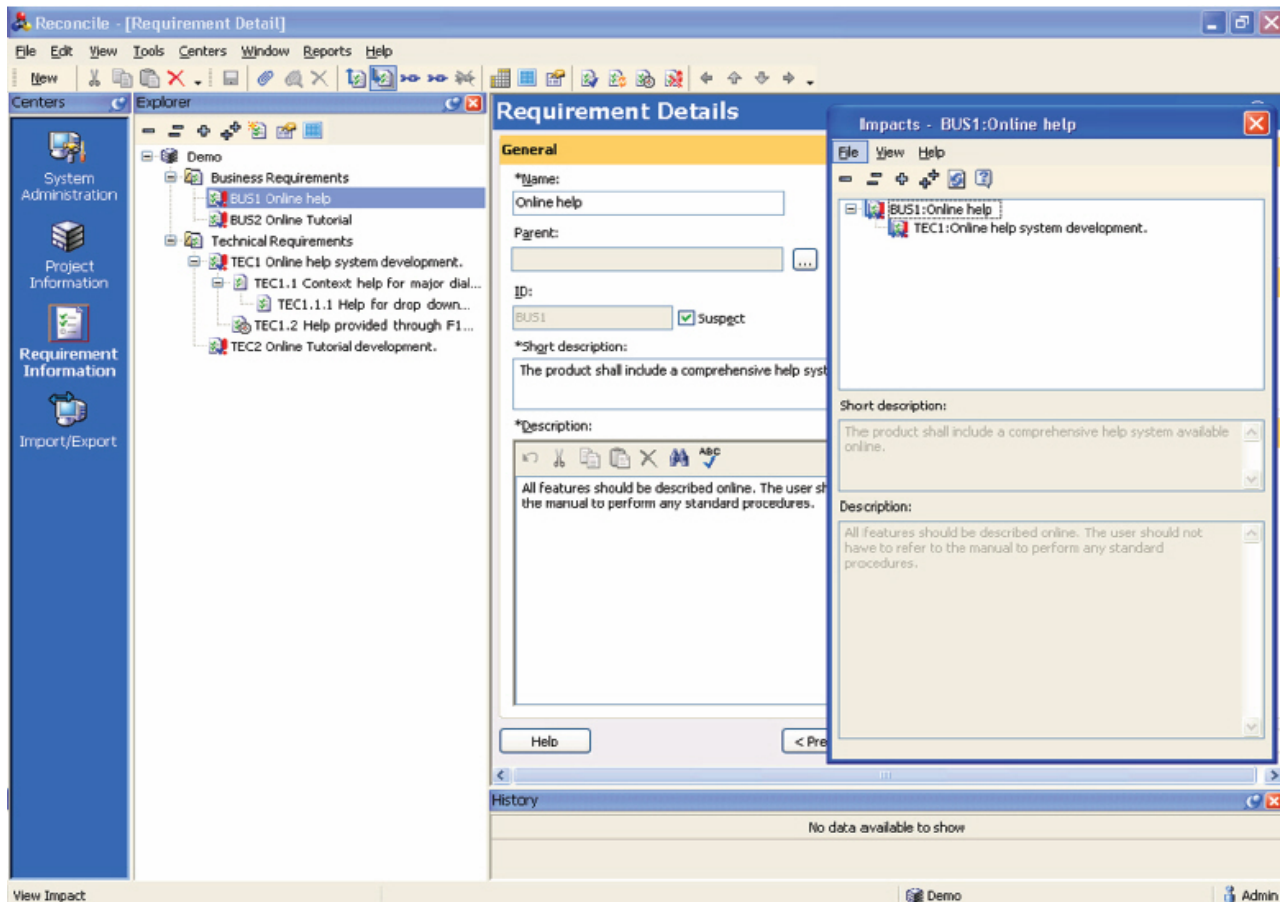 Reconcile - [Requirement Detail]
File Edit View Tools Centers Window Reports Help
New
Centers
System
Administration
Project
Information
Requirement
Information
Import/Export
Explorer
Demo
Business Requirements
BUS1 Online help
BUS2 Online Tutorial
Technical Requirements
TEC1 Online help system development.
TEC1.1 Context help for major dial...
TEC1.1.1 Help for drop down...
TEC1.2 Help provided through F1...
TEC2 Online Tutorial development.
Requirement Details
General
*Name:
Online help
Parent:
...
ID:
BUS1
Suspect
*Short description:
The product shall include a comprehensive help syst
*Description:
ABC
All features should be described online. The user sh
the manual to perform any standard procedures.
Help
< Pre
Impacts - BUS1:Online help
File View Help
BUS1:Online help
TEC1:Online help system development.
Short description:
The product shall include a comprehensive help system available
online.
Description:
All features should be described online. The user should not
have to refer to the manual to perform any standard
procedures.
History
No data available to show
View Impact
Demo
Admin